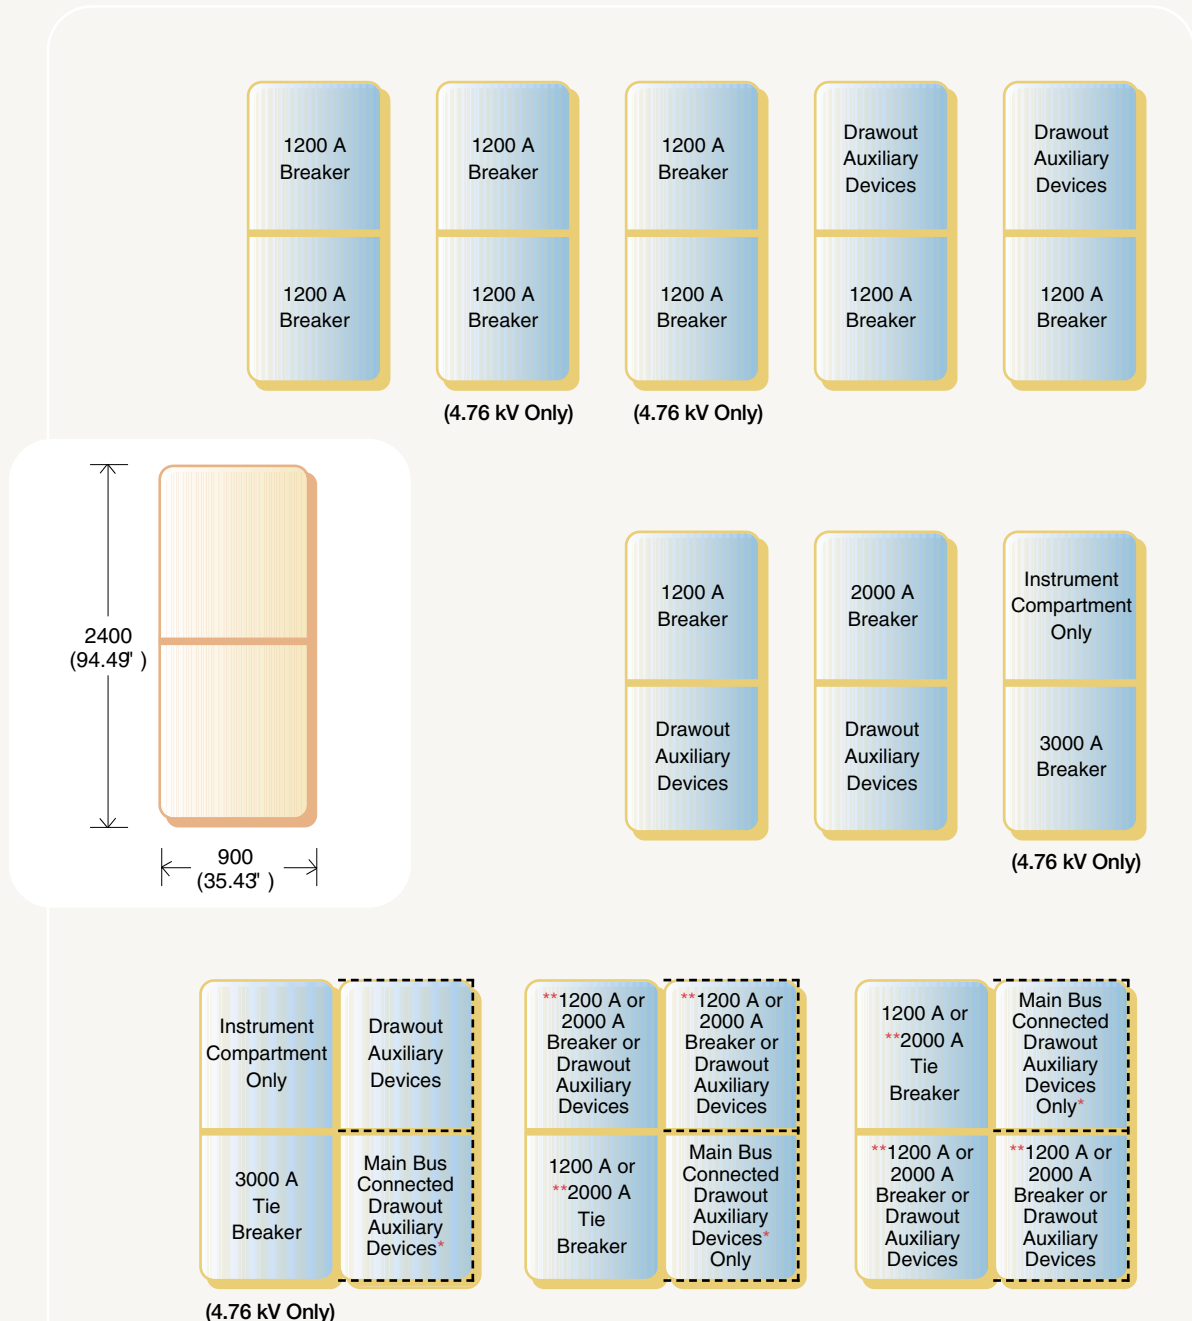 1200 A
Breaker
1200 A
Breaker
1200 A
Breaker
1200 A
Breaker
(4.76 kV Only)
1200 A
Breaker
1200 A
Breaker
(4.76 kV Only)
Drawout
Auxiliary
Devices
1200 A
Breaker
Drawout
Auxiliary
Devices
1200 A
Breaker
2400
(94.49" )
900
(35.43" )
1200 A
Breaker
Drawout
Auxiliary
Devices
2000 A
Breaker
Drawout
Auxiliary
Devices
Instrument
Compartment
Only
3000 A
Breaker
(4.76 kV Only)
Instrument
Compartment
Only
Drawout
Auxiliary
Devices
3000 A
Tie
Breaker
Main Bus
Connected
Drawout
Auxiliary
Devices*
(4.76 kV Only)
**1200 A or
2000 A
Breaker or
Drawout
Auxiliary
Devices
**1200 A or
2000 A
Breaker or
Drawout
Auxiliary
Devices
1200 A or
**2000 A
Tie
Breaker
Main Bus
Connected
Drawout
Auxiliary
Devices*
Only
1200 A or
**2000 A
Tie
Breaker
Main Bus
Connected
Drawout
Auxiliary
Devices
Only*
**1200 A or
2000 A
Breaker or
Drawout
Auxiliary
Devices
**1200 A or
2000 A
Breaker or
Drawout
Auxiliary
Devices